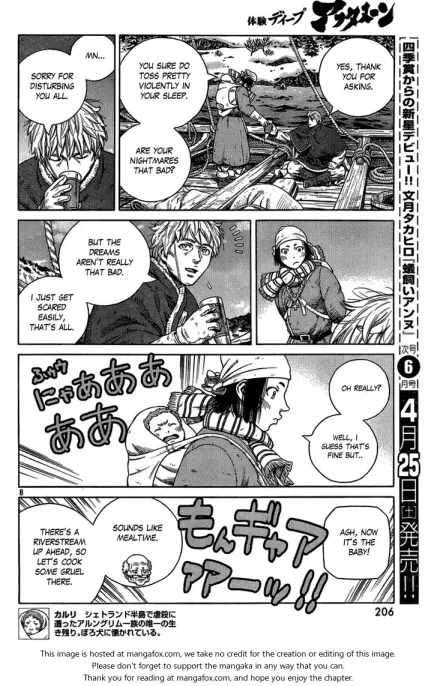 体験ディープ アフタヌーン
YES, THANK
YOU FOR
ASKING.
YOU SURE DO
TOSS PRETTY
VIOLENTLY IN
YOUR SLEEP.
ARE YOUR
NIGHTMARES
THAT BAD?
MN...
SORRY FOR
DISTURBING
YOU ALL.
BUT THE
DREAMS
AREN'T REALLY
THAT BAD.
I JUST GET
SCARED
EASILY,
THAT'S ALL.
OH REALLY?
WELL, I
GUESS THAT'S
FINE BUT..
ふぎゃう
にゃあああああ
ああ
8
AGH, NOW
IT'S THE
BABY!
もんギャア
アアーッ!!
SOUNDS LIKE
MEALTIME.
THERE'S A
RIVERSTREAM
UP AHEAD, SO
LET'S COOK
SOME GRUEL
THERE.
四季賞からの新星デビュー!! 文月タカヒロ「蟻飼いアンヌ」
次号6月号
4月25日(土)発売!!
206
カルリ シェトランド半島で虐殺に
遭ったアルングリム一族の唯一の生
き残り。ぼろ犬に懐かれている。
This image is hosted at mangafox.com, we take no credit for the creation or editing of this image.
Please don't forget to support the mangaka in any way that you can.
Thank you for reading at mangafox.com, and hope you enjoy the chapter.